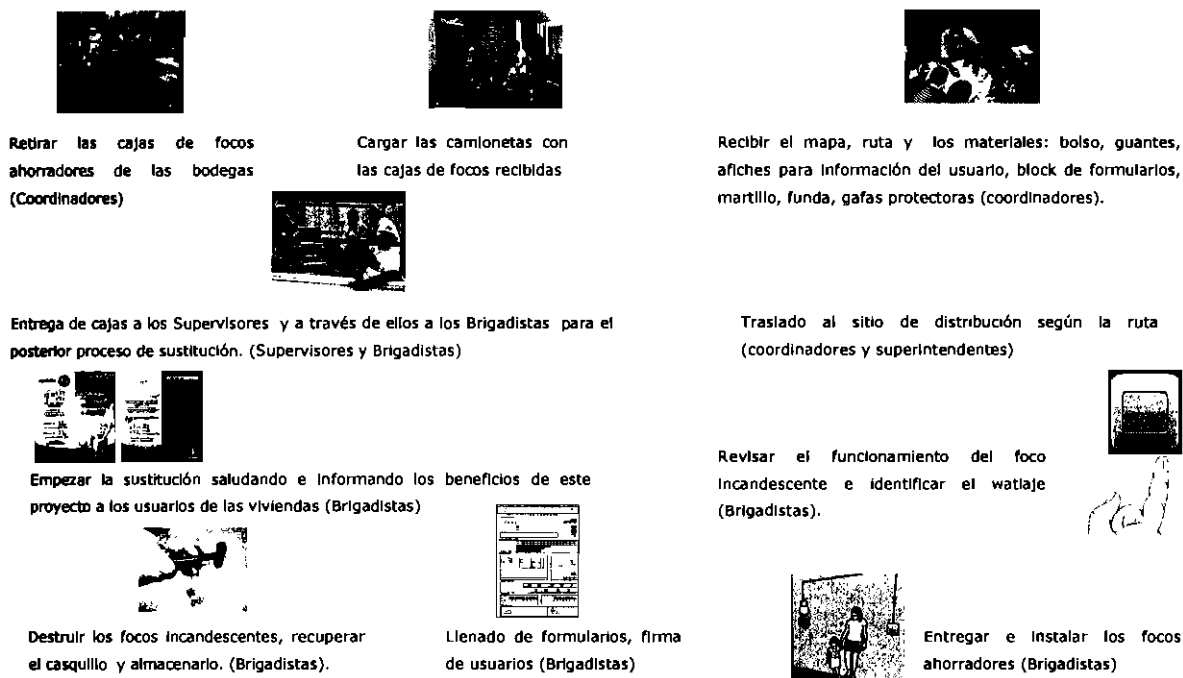 Retirar las cajas de focos
ahorradores de las bodegas
(Coordinadores)
Cargar las camionetas con
las cajas de focos recibidas
Recibir el mapa, ruta y los materiales: bolso, guantes,
afiches para información del usuario, block de formularios,
martillo, funda, gafas protectoras (coordinadores).
Entrega de cajas a los Supervisores y a través de ellos a los Brigadistas para el
posterior proceso de sustitución. (Supervisores y Brigadistas)
Traslado al sitio de distribución según la ruta
(coordinadores y superintendentes)
Empezar la sustitución saludando e informando los beneficios de este
proyecto a los usuarios de las viviendas (Brigadistas)
Revisar el funcionamiento del foco
incandescente e identificar el watiaje
(Brigadistas).
Destruir los focos incandescentes, recuperar
el casquillo y almacenarlo. (Brigadistas).
Llenado de formularios, firma
de usuarios (Brigadistas)
Entregar e instalar los focos
ahorradores (Brigadistas)